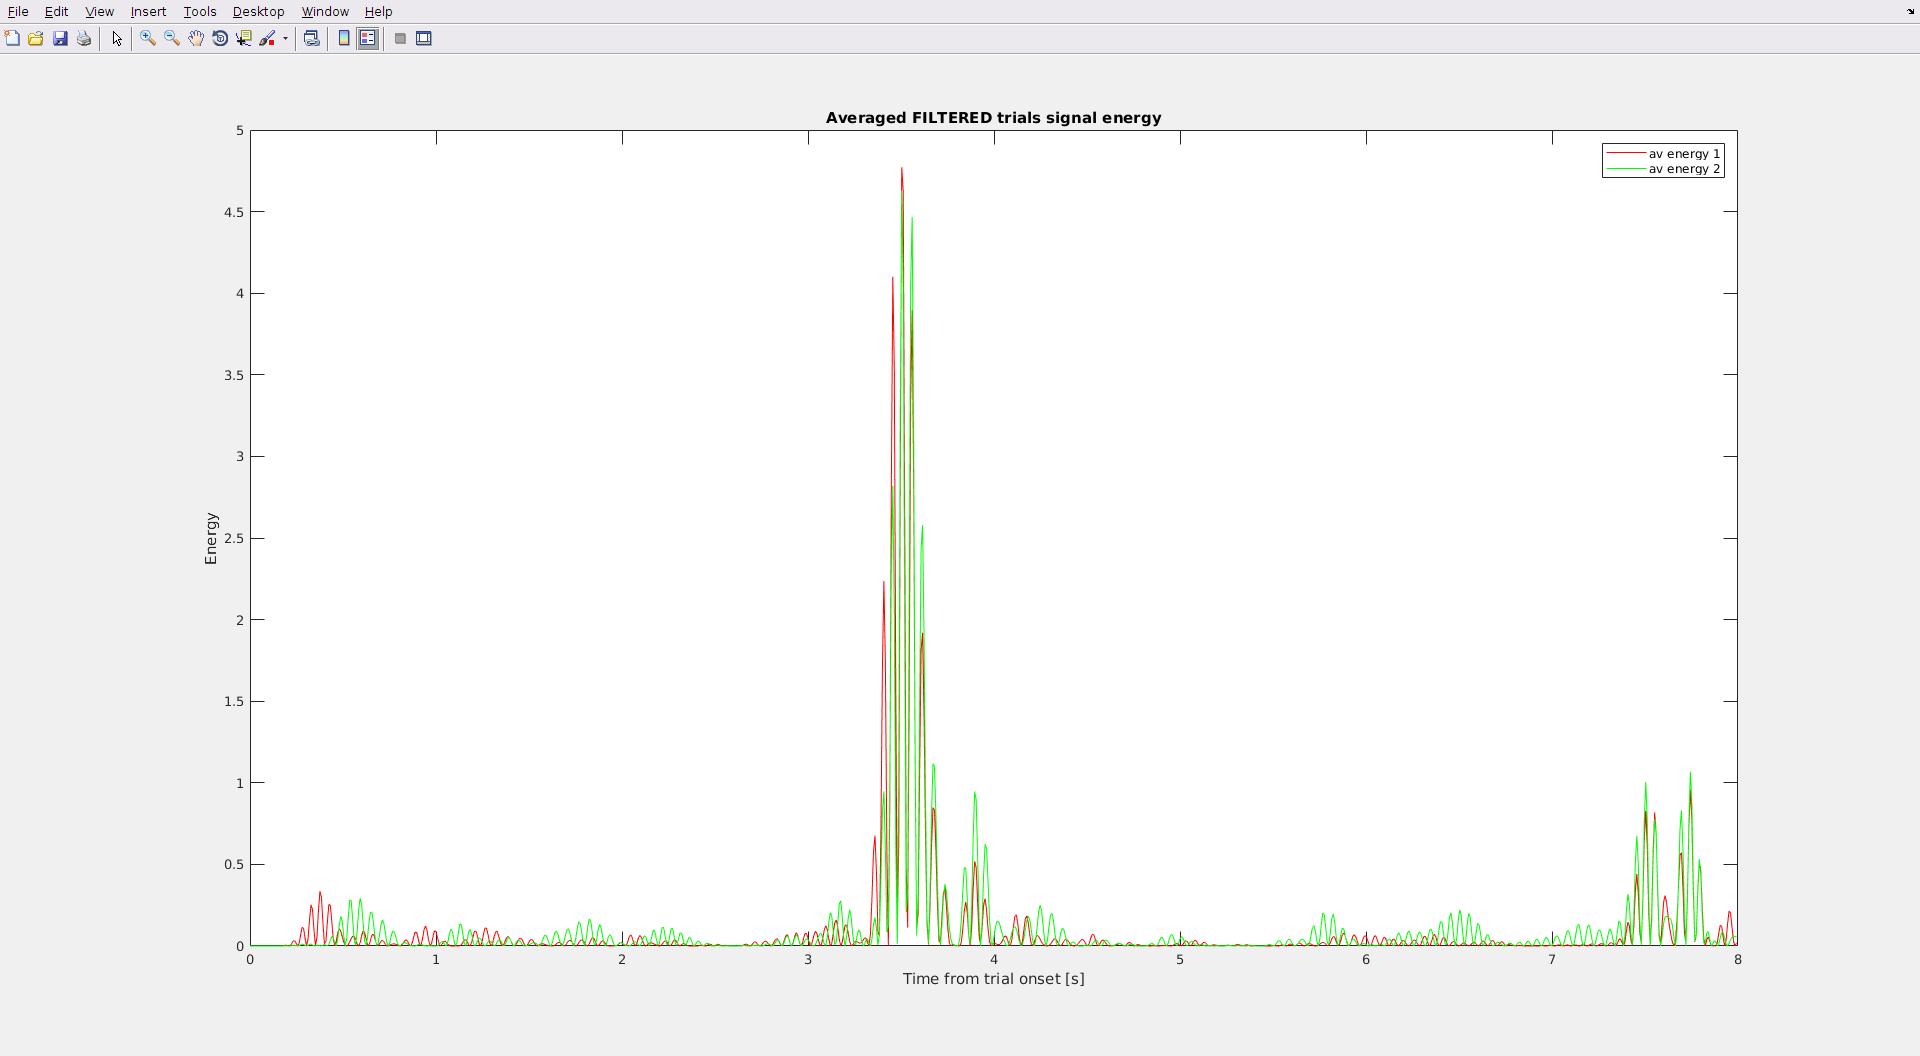 File Edit View Insert Tools Desktop Window Help
Averaged FILTERED trials signal energy
av energy 1
av energy 2
5
4.5
4
3.5
3
2.5
2
1.5
1
0.5
0
Energy
0 1 2 3 4 5 6 7 8
Time from trial onset [s]